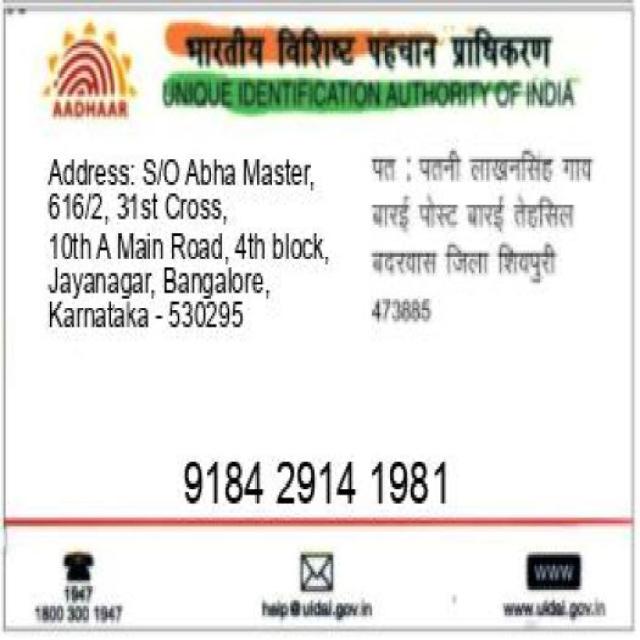 भारतीय विशिष्ट पहचान प्राधिकरण
AADHAAR
UNIQUE IDENTIFICATION AUTHORITY OF INDIA
Address: S/O Abha Master,
616/2, 31st Cross,
10th A Main Road, 4th block,
Jayanagar, Bangalore,
Karnataka - 530295
पत : पतनी लाखनसिंह गाव
बारई पोस्ट बारई तेहसिल
बदरवास जिला शिवपुरी
473885
9184 2914 1981
1947
1800 300 1947
help@uidai.gov.in
WWW
www.uidai.gov.in